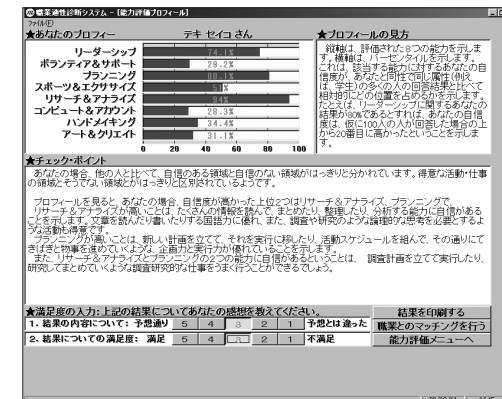 職業適性診断システム - [能力評価プロフィール]
ファイル(F)
★あなたのプロフィー
テキ セイコ さん
★プロフィールの見方
リーダーシップ 74.1%
ボランティア&サポート 29.2%
プランニング 80.1%
スポーツ&エクササイズ
リサーチ&アナライズ 94%
コンピュート&アカウント 28.3%
ハンドメイキング 34.4%
アート&クリエイト 31.1%
0 20 40 60 80 100
縦軸は、評価された8つの能力を示しま
す。横軸は、パーセンタイルを示します。
これは、該当する能力に対するあなたの自
信度が、あなたと同性で同じ属性(例え
ば、学生)の多くの人の回答結果と比べて
相対的にどの位置を占めるかを示します。
たとえば、リーダーシップに関するあなたの
結果が80%であるとすれば、あなたの自信
度は、仮に100人の人が回答した場合の上
から20番目に高かったということを示しま
す。
★チェック・ポイント
あなたの場合、他の人と比べて、自信のある領域と自信のない領域がはっきりと分かれています。得意な活動・仕事
の領域とそうでない領域とがはっきりと区別されているようです。
プロフィールを見ると、あなたの場合、自信度が高かった上位2つはリサーチ&アナライズ、プランニングで、
リサーチ&アナライズが高いことは、たくさんの情報を読んで、まとめたり、整理したり、分析する能力に自信がある
ことを示します。文章を読んだり書いたりする国語力に優れ、また、調査や研究のような論理的な思考を必要とするよ
うな活動も得意です。
プランニングが高いことは、新しい計画を立てて、それを実行に移したり、活動スケジュールを組んで、その通りにて
きぱきと物事を進めていくような、企画力と実行力が優れていることを示します。
また、リサーチ&アナライズとプランニングの2つの能力に自信があるということは、 調査計画を立てて実行したり、
研究してまとめていくような調査研究的な仕事をうまく行うことができるでしょう。
★満足度の入力:上記の結果についてあなたの感想を教えてください。
結果を印刷する
1. 結果の内容について: 予想通り 5 4 3 2 1 予想とは違った
職業とのマッチングを行う
2. 結果についての満足度: 満足 5 4 3 2 1 不満足
能力評価メニューへ